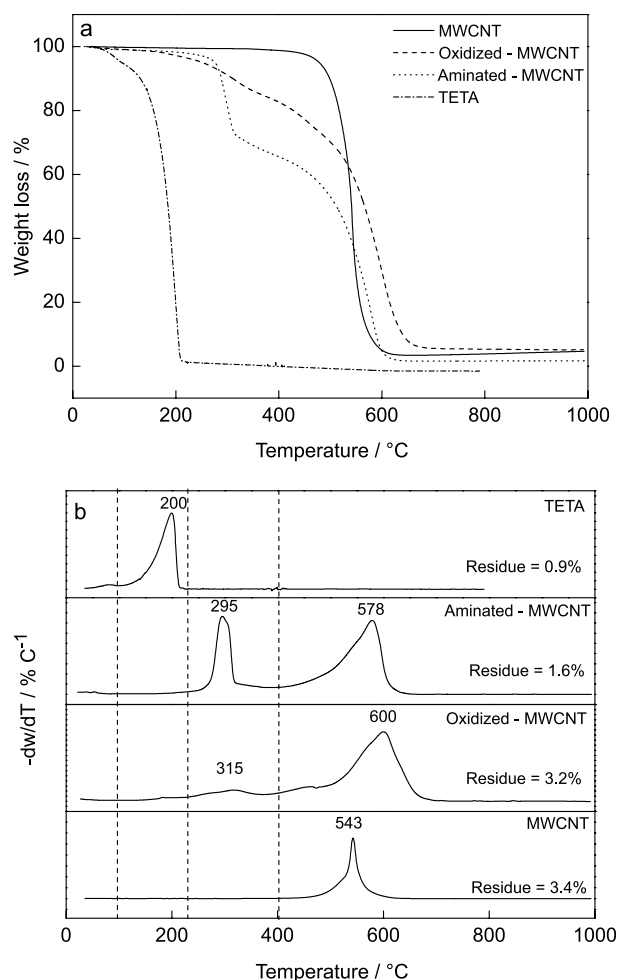 a
MWCNT
Oxidized - MWCNT
Aminated - MWCNT
TETA
100
80
60
40
20
0
Weight loss / %
0 200 400 600 800 1000
Temperature / °C
b
200
TETA
Residue = 0.9%
295 578
Aminated - MWCNT
Residue = 1.6%
600
Oxidized - MWCNT
315
Residue = 3.2%
543
MWCNT
Residue = 3.4%
-dw/dT / % C⁻¹
0 200 400 600 800 1000
Temperature / °C